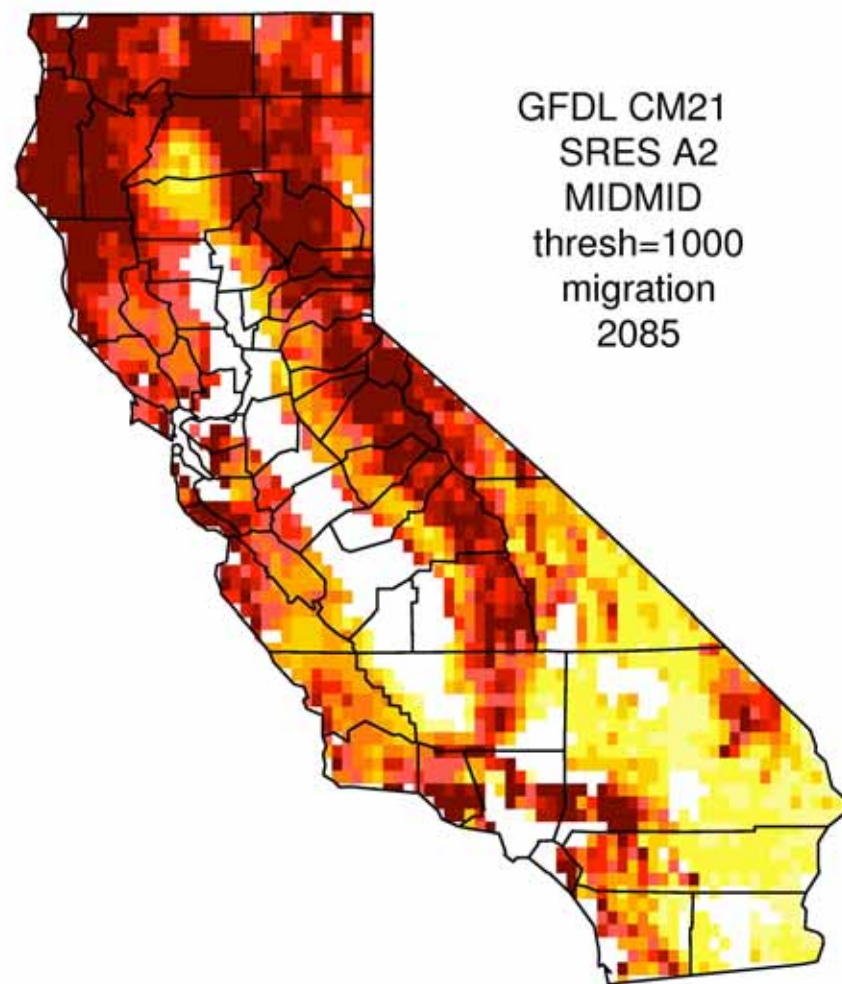 GFDL CM21
SRES A2
MIDMID
thresh=1000
migration
2085